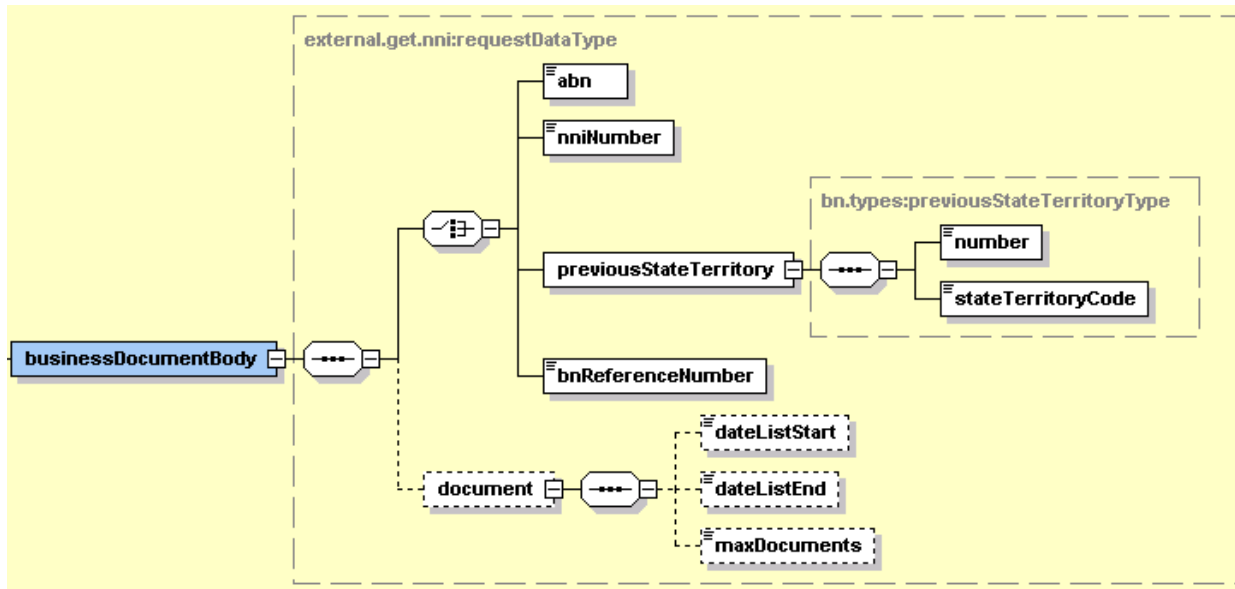 external.get.nni:requestDataType
abn
nniNumber
bn.types:previousStateTerritoryType
number
previousStateTerritory
stateTerritoryCode
businessDocumentBody
bnReferenceNumber
dateListStart
document
dateListEnd
maxDocuments